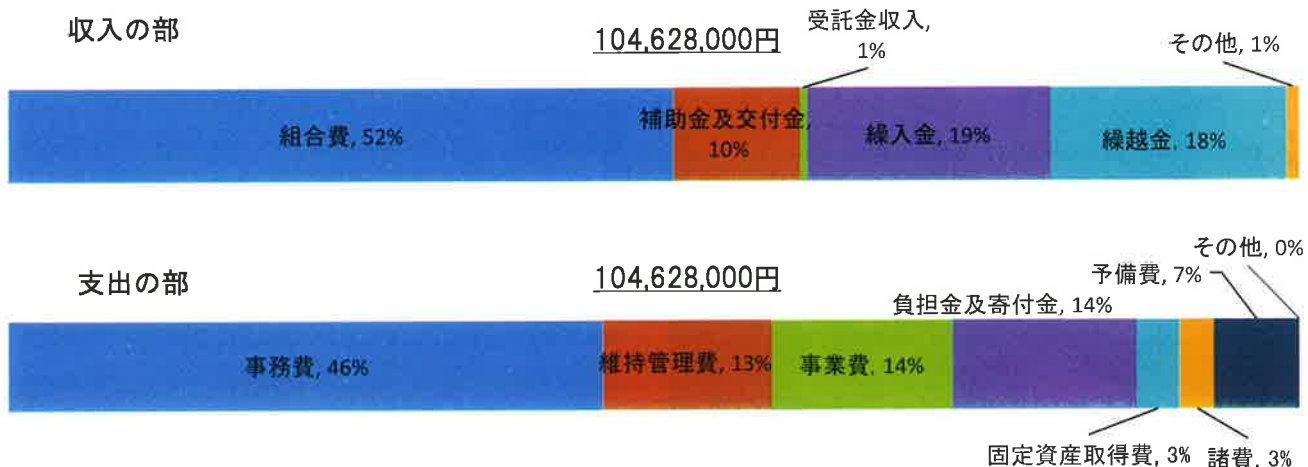 収入の部
104,628,000円
受託金収入,
1%
その他, 1%
組合費, 52%
補助金及交付金,
10%
繰入金, 19%
繰越金, 18%
支出の部
104,628,000円
その他, 0%
予備費, 7%
負担金及寄付金, 14%
事務費, 46%
維持管理費, 13%
事業費, 14%
固定資産取得費, 3%
諸費, 3%